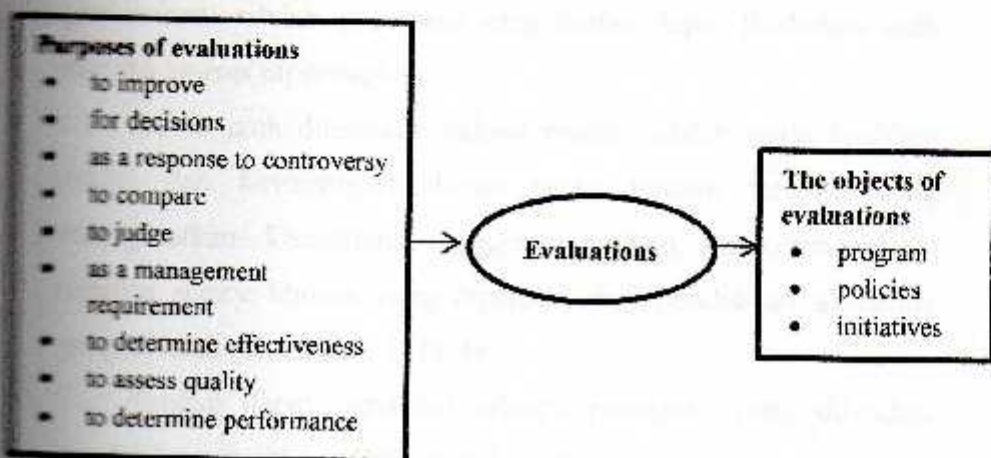 Purposes of evaluations
• to improve
• for decisions
• as a response to controversy
• to compare
• to judge
• as a management
requirement
• to determine effectiveness
• to assess quality
• to determine performance
Evaluations
The objects of
evaluations
• program
• policies
• initiatives